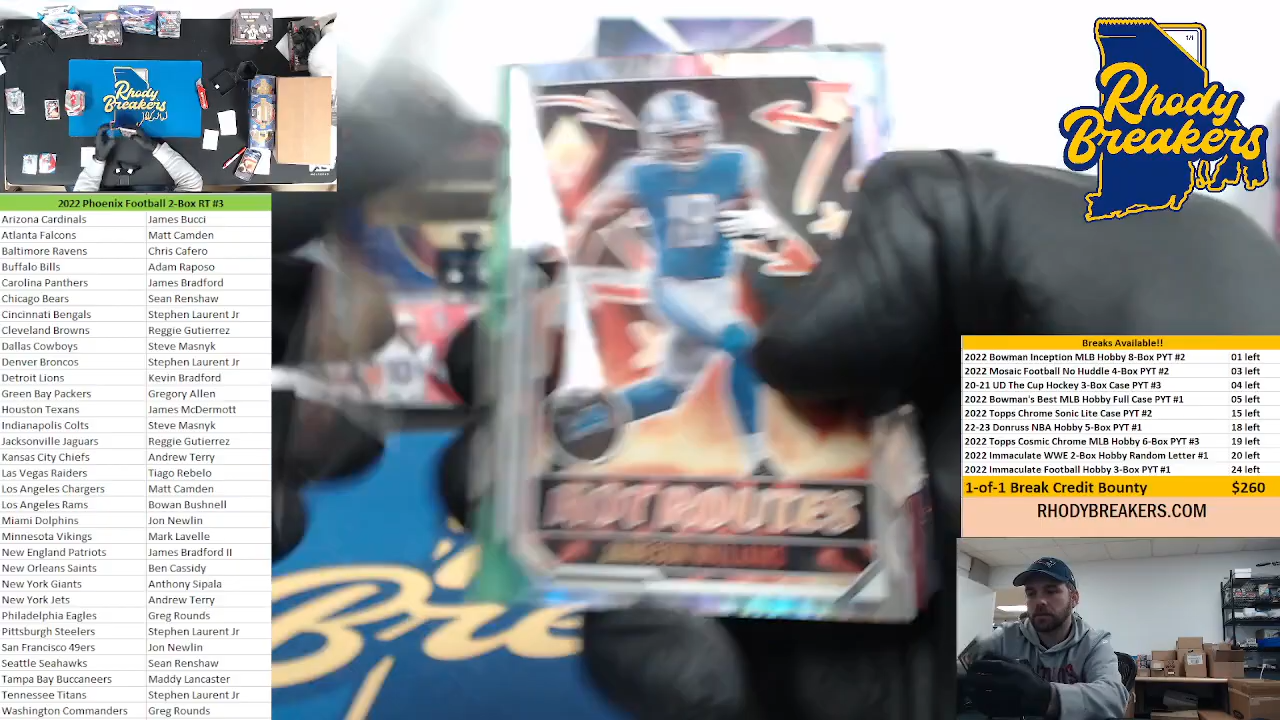 Rhody
Breakers
2022 Phoenix Football 2-Box RT #3
Arizona Cardinals James Bucci
Atlanta Falcons Matt Camden
Baltimore Ravens Chris Cafero
Buffalo Bills Adam Raposo
Carolina Panthers James Bradford
Chicago Bears Sean Renshaw
Cincinnati Bengals Stephen Laurent Jr
Cleveland Browns Reggie Gutierrez
Dallas Cowboys Steve Masnyk
Denver Broncos Stephen Laurent Jr
Detroit Lions Kevin Bradford
Green Bay Packers Gregory Allen
Houston Texans James McDermott
Indianapolis Colts Steve Masnyk
Jacksonville Jaguars Reggie Gutierrez
Kansas City Chiefs Andrew Terry
Las Vegas Raiders Tiago Rebelo
Los Angeles Chargers Matt Camden
Los Angeles Rams Bowan Bushnell
Miami Dolphins Jon Newlin
Minnesota Vikings Mark Lavelle
New England Patriots James Bradford II
New Orleans Saints Ben Cassidy
New York Giants Anthony Sipala
New York Jets Andrew Terry
Philadelphia Eagles Greg Rounds
Pittsburgh Steelers Stephen Laurent Jr
San Francisco 49ers Jon Newlin
Seattle Seahawks Sean Renshaw
Tampa Bay Buccaneers Maddy Lancaster
Tennessee Titans Stephen Laurent Jr
Washington Commanders Greg Rounds
HOT ROUTES
Bre
1/1
Rhody
Breakers
Breaks Available!!
2022 Bowman Inception MLB Hobby 8-Box PYT #2 01 left
2022 Mosaic Football No Huddle 4-Box PYT #2 03 left
20-21 UD The Cup Hockey 3-Box Case PYT #3 04 left
2022 Bowman's Best MLB Hobby Full Case PYT #1 05 left
2022 Topps Chrome Sonic Lite Case PYT #2 15 left
22-23 Donruss NBA Hobby 5-Box PYT #1 18 left
2022 Topps Cosmic Chrome MLB Hobby 6-Box PYT #3 19 left
2022 Immaculate WWE 2-Box Hobby Random Letter #1 20 left
2022 Immaculate Football Hobby 3-Box PYT #1 24 left
1-of-1 Break Credit Bounty $260
RHODYBREAKERS.COM